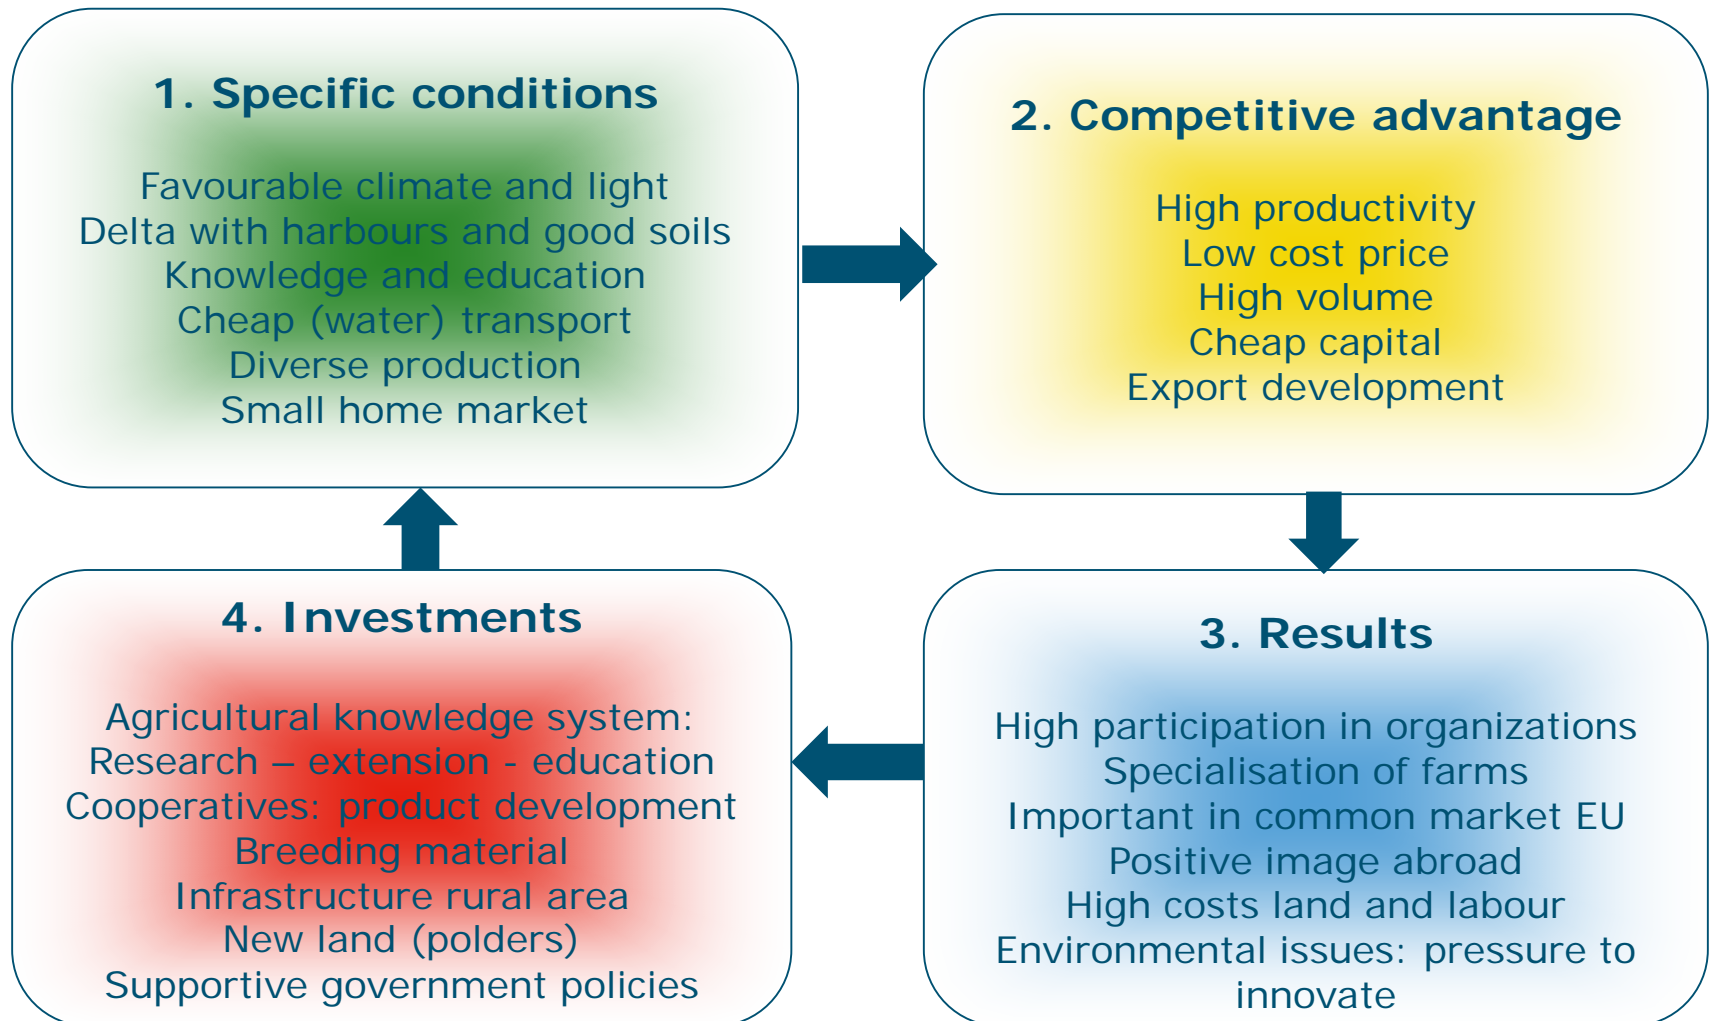 1. Specific conditions
Favourable climate and light
Delta with harbours and good soils
Knowledge and education
Cheap (water) transport
Diverse production
Small home market
2. Competitive advantage
High productivity
Low cost price
High volume
Cheap capital
Export development
3. Results
High participation in organizations
Specialisation of farms
Important in common market EU
Positive image abroad
High costs land and labour
Environmental issues: pressure to
innovate
4. Investments
Agricultural knowledge system:
Research – extension - education
Cooperatives: product development
Breeding material
Infrastructure rural area
New land (polders)
Supportive government policies